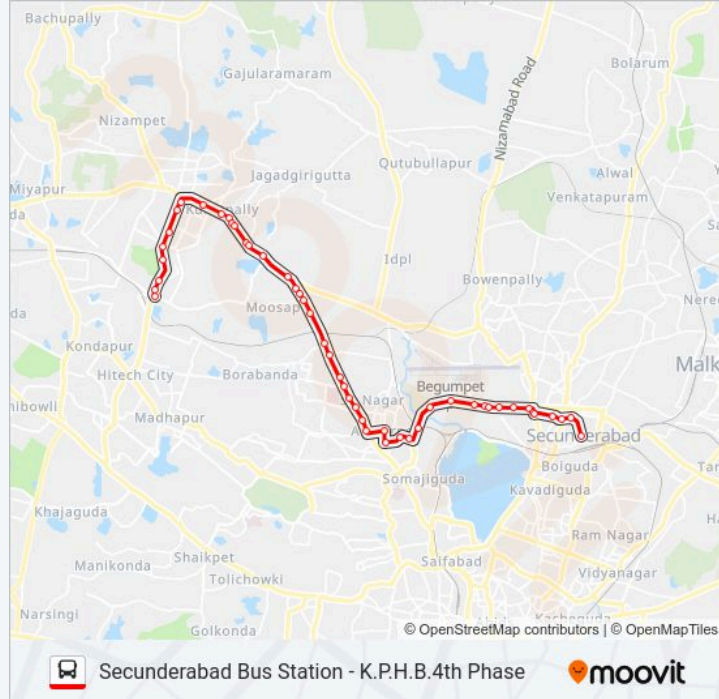 Bachupally
Bolarum
Gajularamaram
Nizamabad Road
Nizampet
Qutubullapur
Alwal
Jagadgirigutta
Miyapur
Venkatapuram
Idpl
Bowenpally
Moosap
Kondapur
Malk
Hitech City
Borabanda
Begumpet
Nagar
Madhapur
Secunderabad
Boiguda
Somajiguda
Kavadiguda
Khajaguda
Ram Nagar
Shaikpet
Saifabad
Manikonda
Tolichowki
Vidyanagar
Narsingi
Golkonda
Kacheguda
© OpenStreetMap contributors | © OpenMapTiles
Secunderabad Bus Station - K.P.H.B.4th Phase
moovit